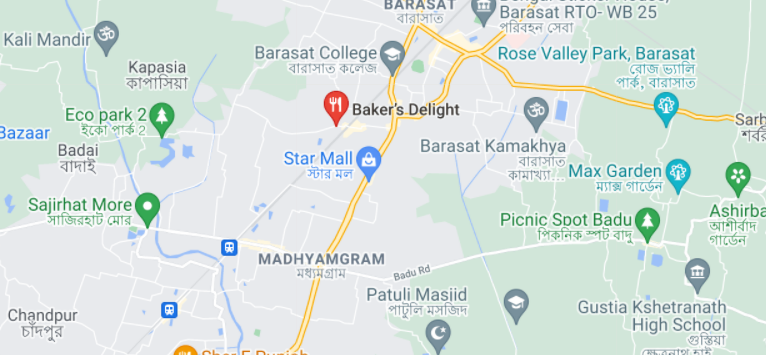 BARASAT
বারাসাত
Barasat RTO- WB 25
পরিবহন সেবা
Kali Mandir
Barasat College
বারাসাত কলেজ
Rose Valley Park, Barasat
রোজ ভ্যালি
পার্ক, বারাসাত
Kapasia
কাপাসিয়া
Eco park 2
ইকো পার্ক 2
Baker's Delight
Bazaar
Badai
বাদাই
Star Mall
স্টার মল
Barasat Kamakhya
বারাসাত
কামাখ্যা...
Max Garden
ম্যাক্স গার্ডেন
Sajirhat More
সাজিরহাট মোর
Picnic Spot Badu
পিকনিক স্পট বাদু
Ashirba
আশীর্বাদ
গার্ডেন
MADHYAMGRAM
মধ্যমগ্রাম
Badu Rd
Patuli Masjid
পাটুলি মসজিদ
Chandpur
চাঁদপুর
Gustia Kshetranath
High School
গুস্তিয়া